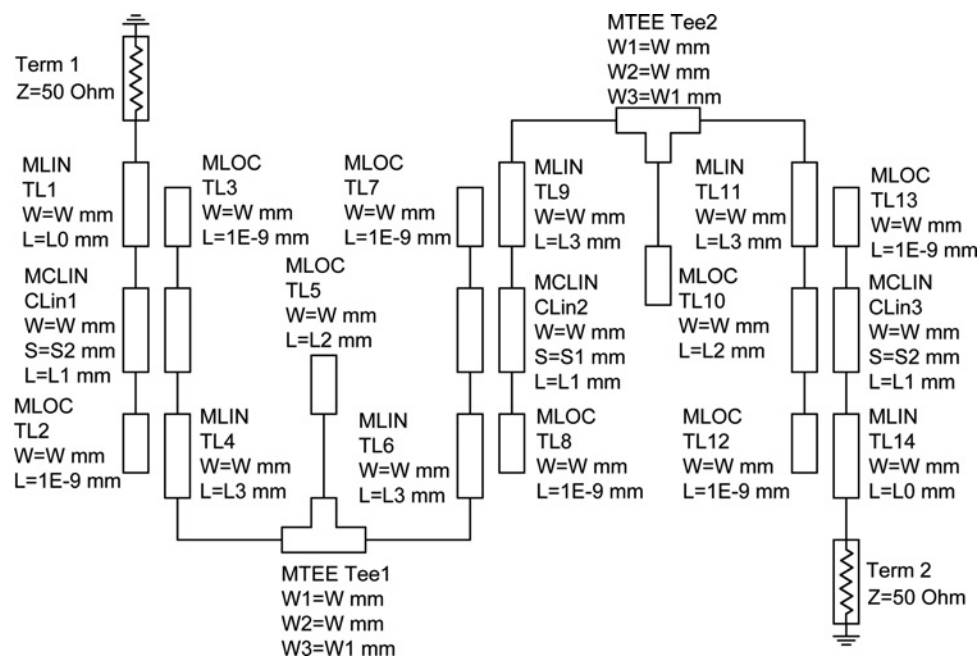 Term 1
Z=50 Ohm
MTEE Tee2
W1=W mm
W2=W mm
W3=W1 mm
MLIN
TL1
W=W mm
L=L0 mm
MLOC
TL3
W=W mm
L=1E-9 mm
MLOC
TL7
W=W mm
L=1E-9 mm
MLIN
TL9
W=W mm
L=L3 mm
MLIN
TL11
W=W mm
L=L3 mm
MLOC
TL13
W=W mm
L=1E-9 mm
MCLIN
CLin1
W=W mm
S=S2 mm
L=L1 mm
MLOC
TL5
W=W mm
L=L2 mm
MCLIN
CLin2
W=W mm
S=S1 mm
L=L1 mm
MLOC
TL10
W=W mm
L=L2 mm
MCLIN
CLin3
W=W mm
S=S2 mm
L=L1 mm
MLOC
TL2
W=W mm
L=1E-9 mm
MLIN
TL4
W=W mm
L=L3 mm
MLIN
TL6
W=W mm
L=L3 mm
MLOC
TL8
W=W mm
L=1E-9 mm
MLOC
TL12
W=W mm
L=1E-9 mm
MLIN
TL14
W=W mm
L=L0 mm
MTEE Tee1
W1=W mm
W2=W mm
W3=W1 mm
Term 2
Z=50 Ohm